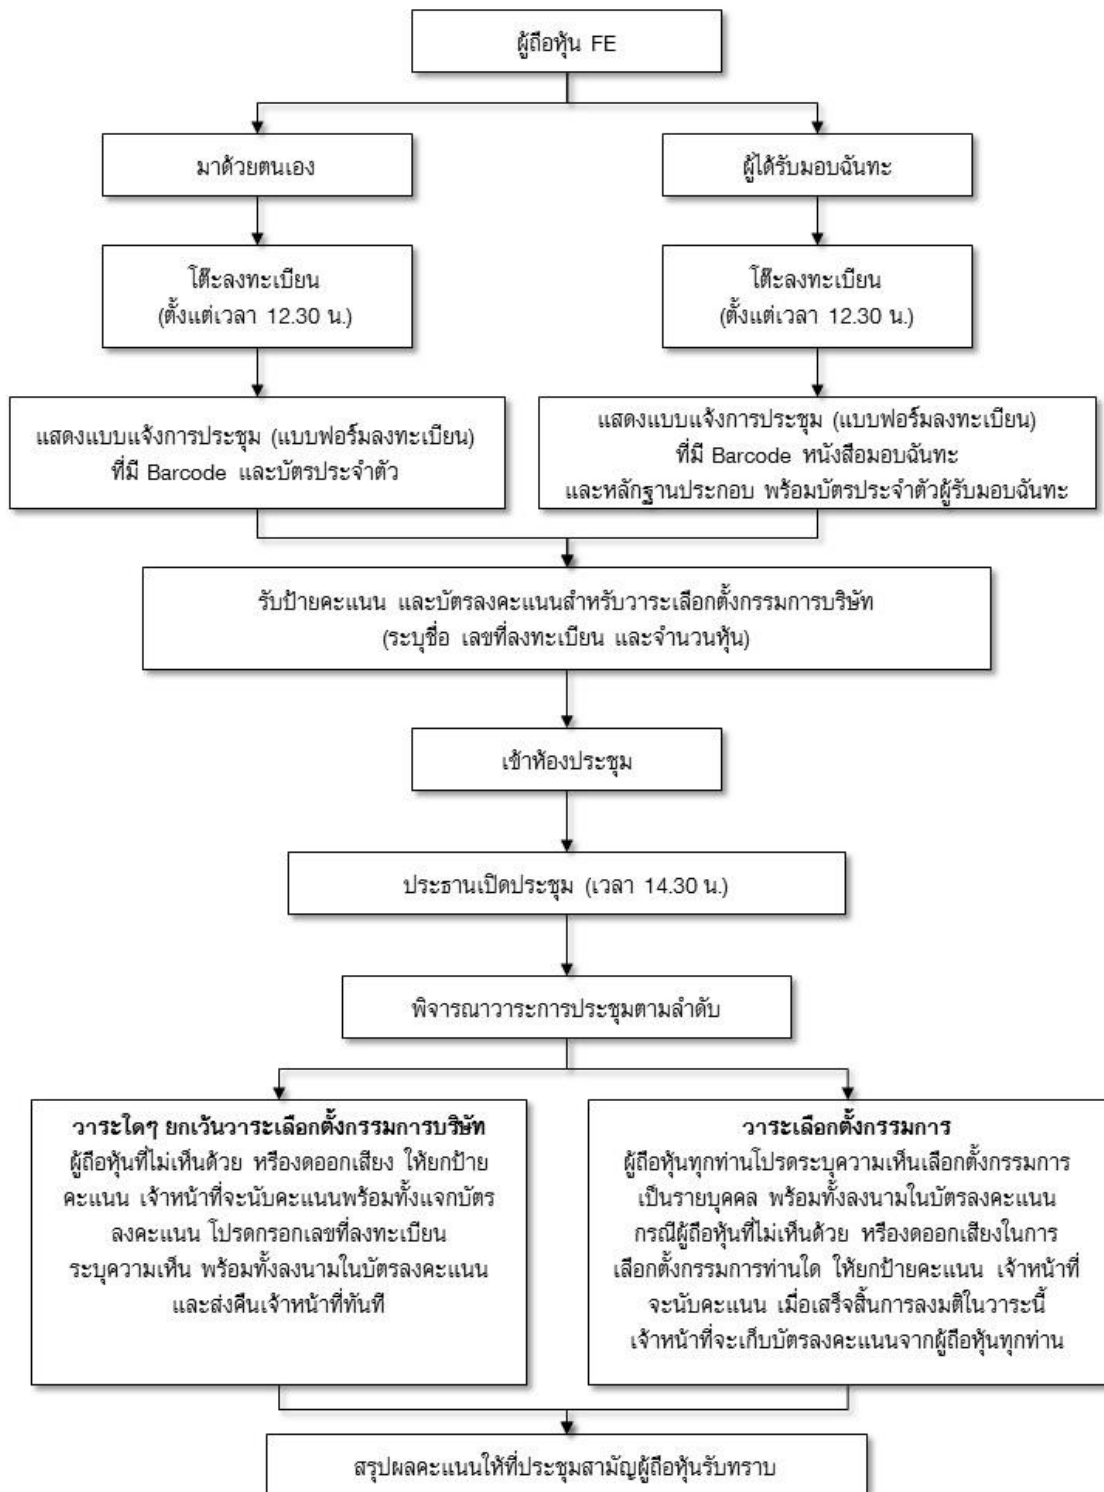 ผู้ถือหุ้น FE
มาด้วยตนเอง
ผู้ได้รับมอบฉันทะ
โต๊ะลงทะเบียน
(ตั้งแต่เวลา 12.30 น.)
โต๊ะลงทะเบียน
(ตั้งแต่เวลา 12.30 น.)
แสดงแบบแจ้งการประชุม (แบบฟอร์มลงทะเบียน)
ที่มี Barcode และบัตรประจำตัว
แสดงแบบแจ้งการประชุม (แบบฟอร์มลงทะเบียน)
ที่มี Barcode หนังสือมอบฉันทะ
และหลักฐานประกอบ พร้อมบัตรประจำตัวผู้รับมอบฉันทะ
รับป้ายคะแนน และบัตรลงคะแนนสำหรับวาระเลือกตั้งกรรมการบริษัท
(ระบุชื่อ เลขที่ลงทะเบียน และจำนวนหุ้น)
เข้าห้องประชุม
ประธานเปิดประชุม (เวลา 14.30 น.)
พิจารณาวาระการประชุมตามลำดับ
วาระใดๆ ยกเว้นวาระเลือกตั้งกรรมการบริษัท
ผู้ถือหุ้นที่ไม่เห็นด้วย หรืองดออกเสียง ให้ยกป้าย
คะแนน เจ้าหน้าที่จะนับคะแนนพร้อมทั้งแจกบัตร
ลงคะแนน โปรดกรอกเลขที่ลงทะเบียน
ระบุความเห็น พร้อมทั้งลงนามในบัตรลงคะแนน
และส่งคืนเจ้าหน้าที่ทันที
วาระเลือกตั้งกรรมการ
ผู้ถือหุ้นทุกท่านโปรดระบุความเห็นเลือกตั้งกรรมการ
เป็นรายบุคคล พร้อมทั้งลงนามในบัตรลงคะแนน
กรณีผู้ถือหุ้นที่ไม่เห็นด้วย หรืองดออกเสียงในการ
เลือกตั้งกรรมการท่านใด ให้ยกป้ายคะแนน เจ้าหน้าที่
จะนับคะแนน เมื่อเสร็จสิ้นการลงมติในวาระนี้
เจ้าหน้าที่จะเก็บบัตรลงคะแนนจากผู้ถือหุ้นทุกท่าน
สรุปผลคะแนนให้ที่ประชุมสามัญผู้ถือหุ้นรับทราบ